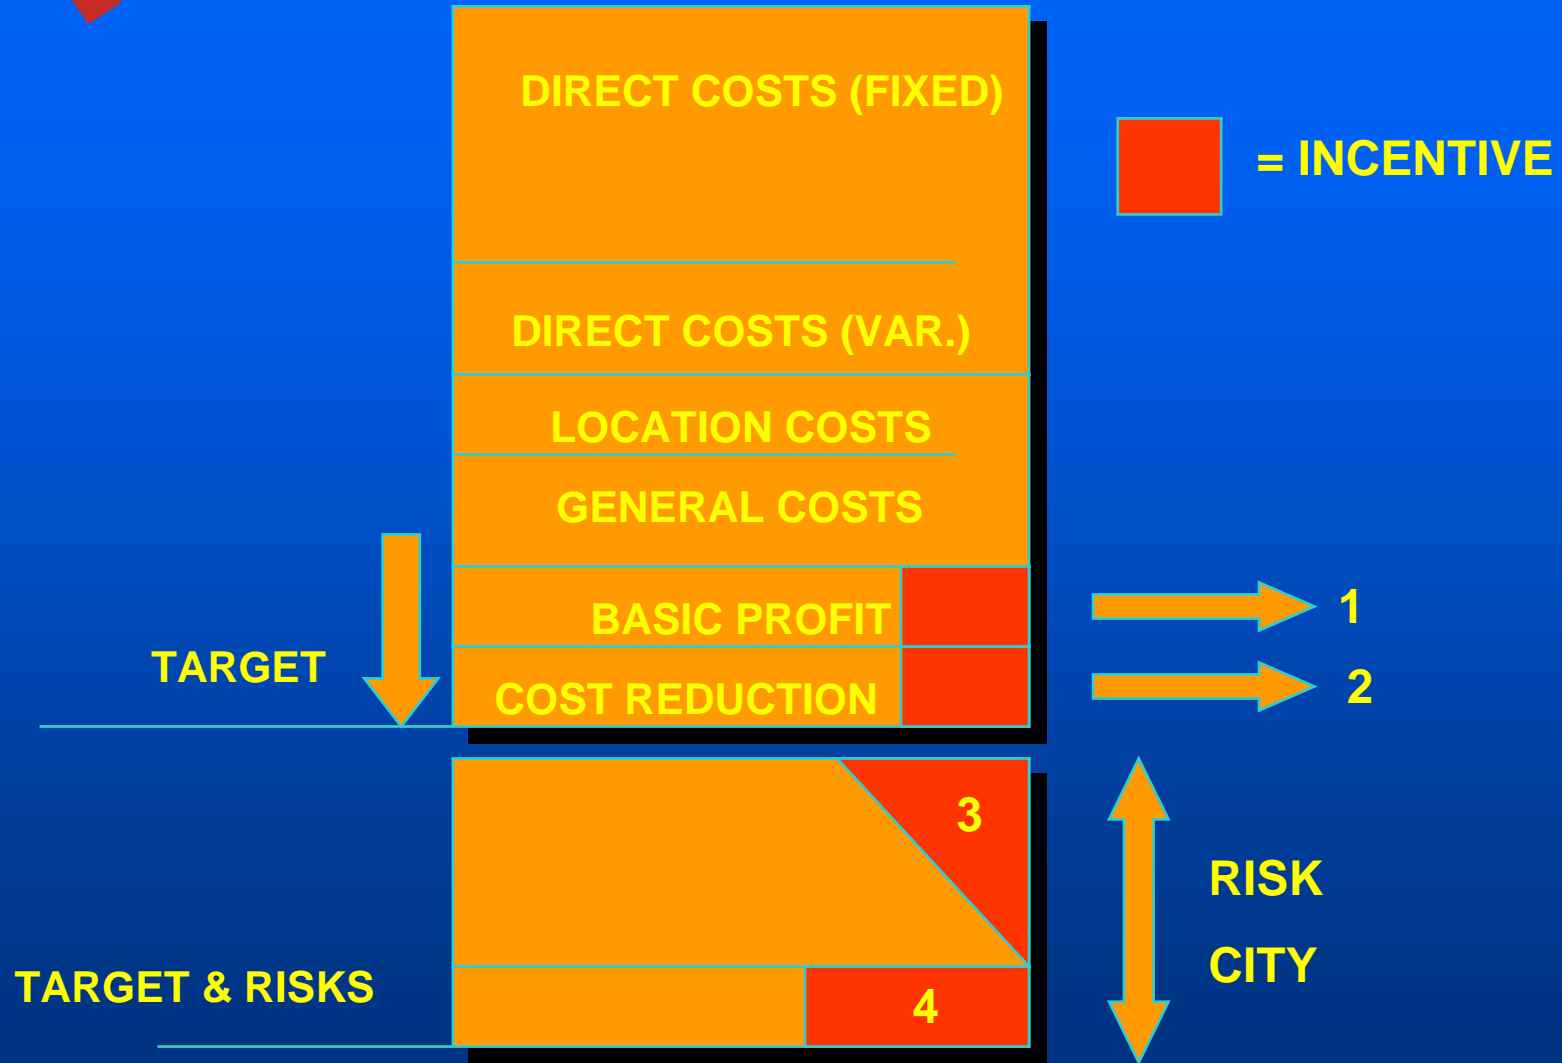 DIRECT COSTS (FIXED)
= INCENTIVE
DIRECT COSTS (VAR.)
LOCATION COSTS
GENERAL COSTS
BASIC PROFIT
1
TARGET
COST REDUCTION
2
3
RISK
CITY
TARGET & RISKS
4